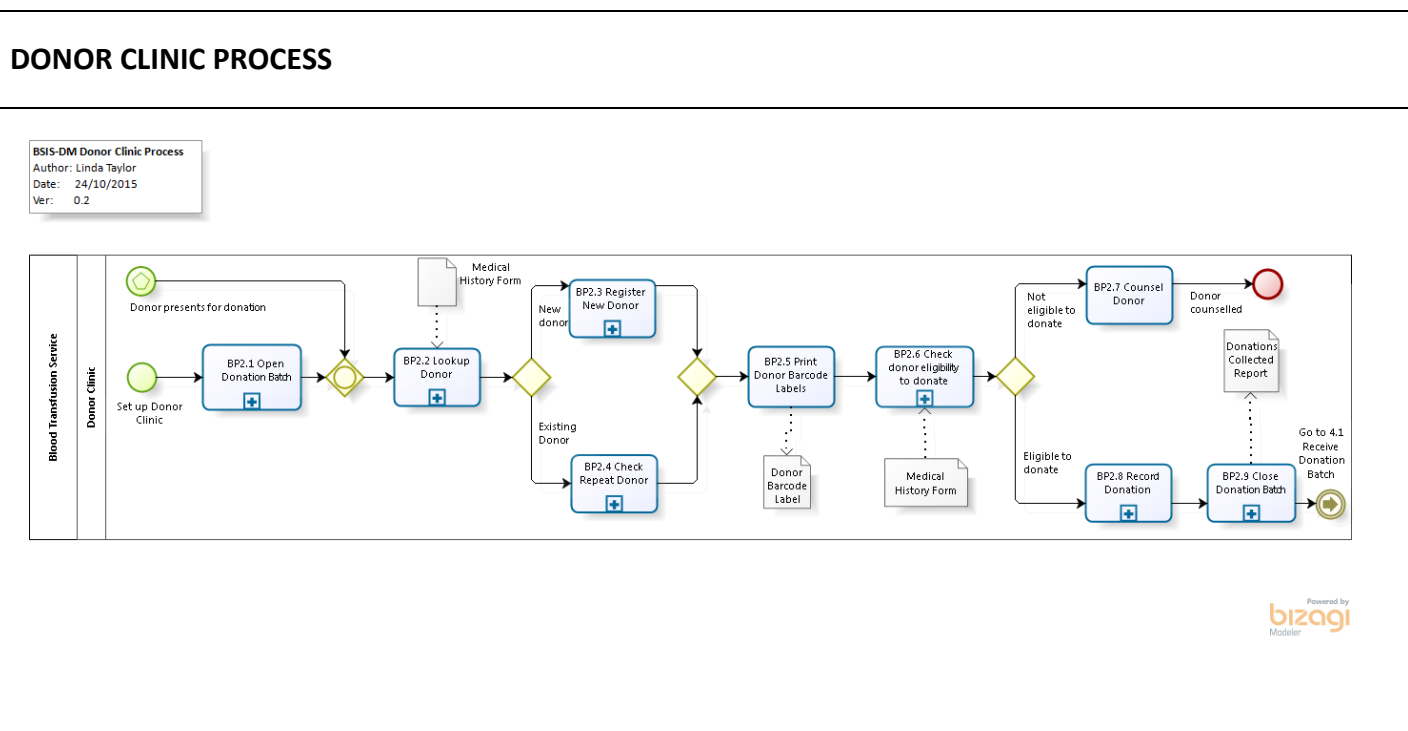 DONOR CLINIC PROCESS
BSIS-DM Donor Clinic Process
Author: Linda Taylor
Date: 24/10/2015
Ver: 0.2
Blood Transfusion Service
Donor Clinic
Donor presents for donation
Set up Donor
Clinic
BP2.1 Open
Donation Batch
Medical
History Form
BP2.2 Lookup
Donor
New
donor
BP2.3 Register
New Donor
Existing
Donor
BP2.4 Check
Repeat Donor
BP2.5 Print
Donor Barcode
Labels
Donor
Barcode
Label
BP2.6 Check
donor eligibility
to donate
Medical
History Form
Not
eligible to
donate
BP2.7 Counsel
Donor
Donor
counselled
Eligible to
donate
BP2.8 Record
Donation
BP2.9 Close
Donation Batch
Donations
Collected
Report
Go to 4.1
Receive
Donation
Batch
Powered by
bizagi
Modeler